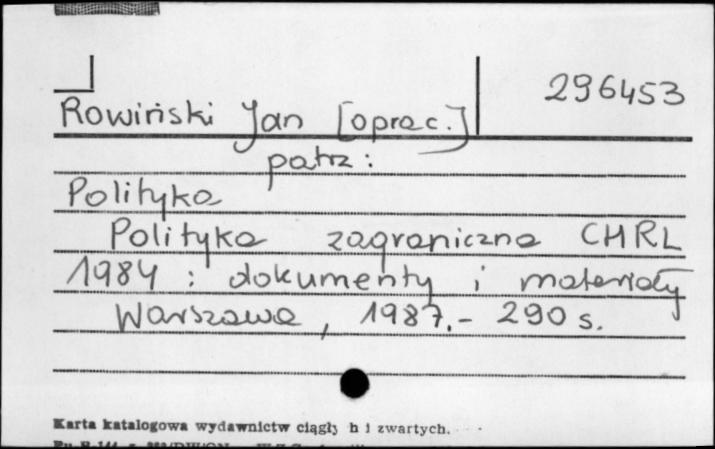 296453
Rowiński Jan [oprac.]
patrz:
Polityka
Polityka zagraniczna CHRL
1984 : dokumenty i materiały
Warszawa, 1987.- 290 s.
Karta katalogowa wydawnictw ciągły h i zwartych.